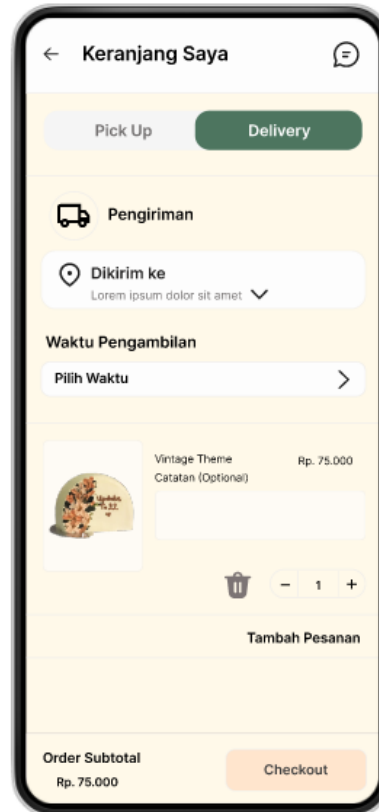 Keranjang Saya
Pick Up
Delivery
Pengiriman
Dikirim ke
Lorem ipsum dolor sit amet
Waktu Pengambilan
Pilih Waktu
Vintage Theme
Rp. 75.000
Catatan (Optional)
- 1 +
Tambah Pesanan
Order Subtotal
Rp. 75.000
Checkout